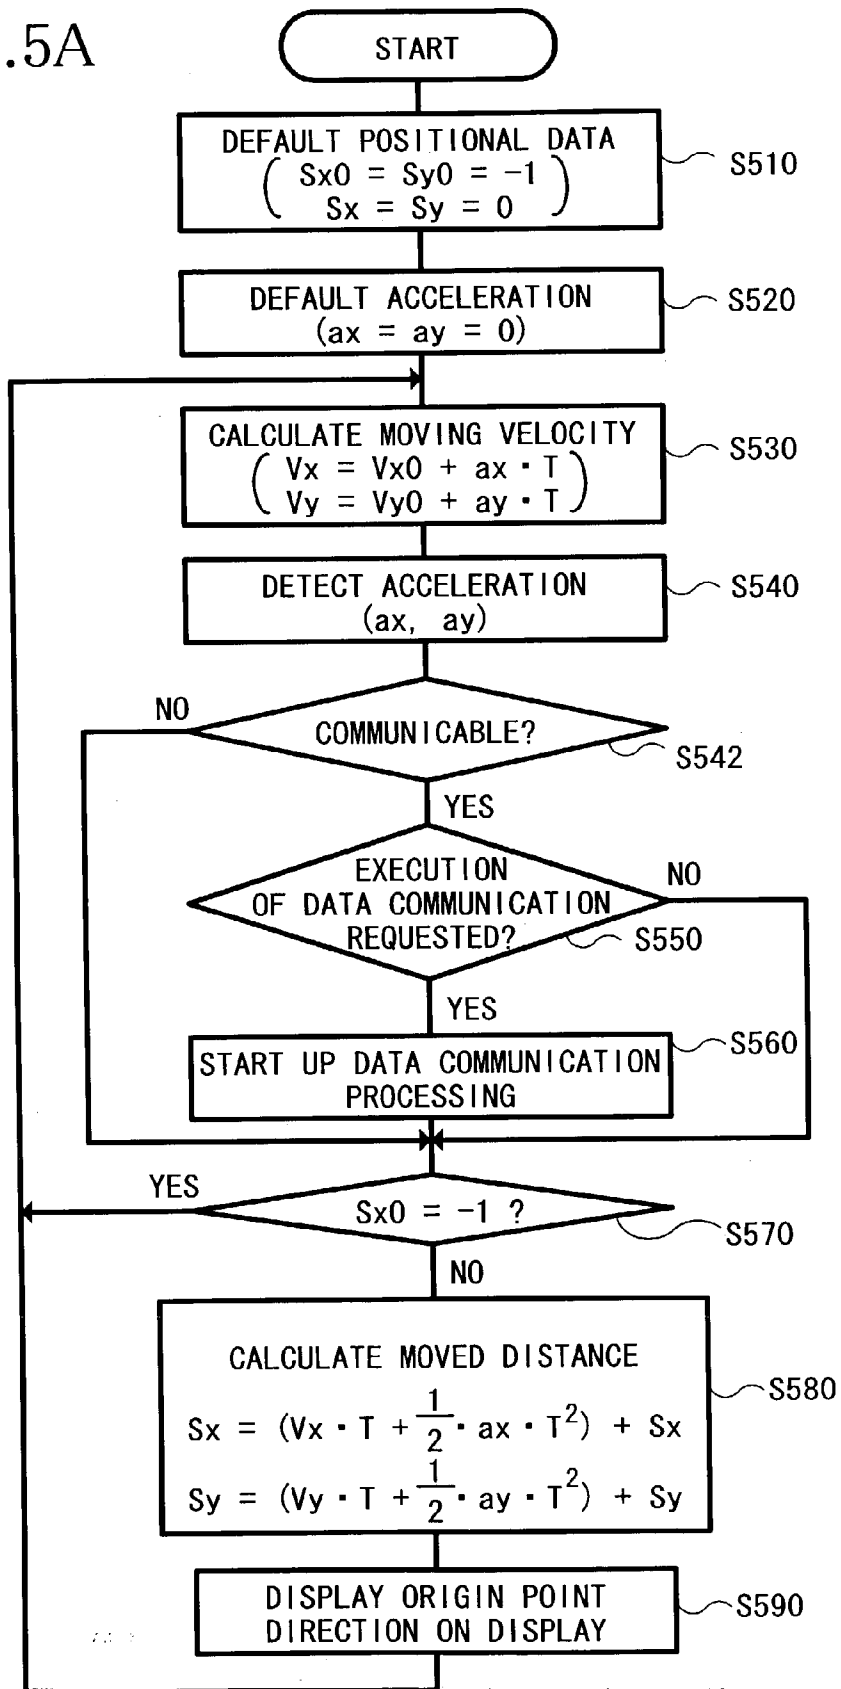 .5A
START
DEFAULT POSITIONAL DATA
( Sx0 = Sy0 = -1
Sx = Sy = 0 )
S510
DEFAULT ACCELERATION
(ax = ay = 0)
S520
CALCULATE MOVING VELOCITY
( Vx = Vx0 + ax・T
Vy = Vy0 + ay・T )
S530
DETECT ACCELERATION
(ax, ay)
S540
NO
COMMUNICABLE?
S542
YES
EXECUTION
OF DATA COMMUNICATION
REQUESTED?
NO
S550
YES
START UP DATA COMMUNICATION
PROCESSING
S560
YES
Sx0 = -1 ?
S570
NO
CALCULATE MOVED DISTANCE
Sx = (Vx・T + 1/2・ax・T²) + Sx
Sy = (Vy・T + 1/2・ay・T²) + Sy
S580
DISPLAY ORIGIN POINT
DIRECTION ON DISPLAY
S590